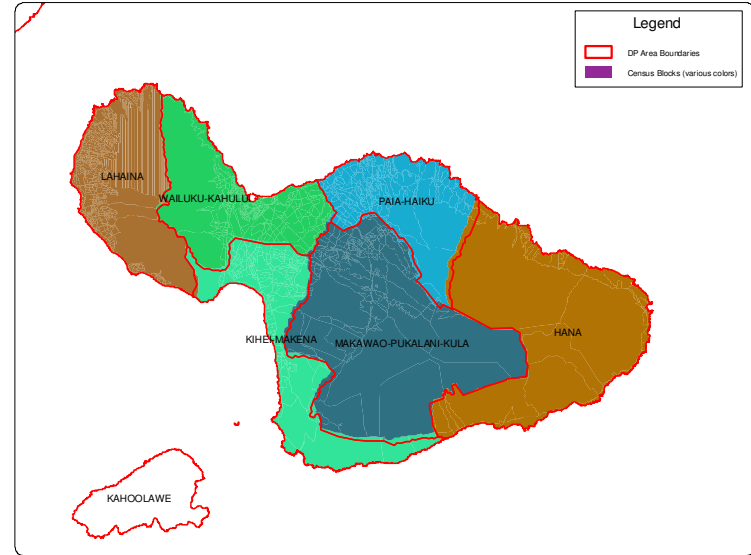 Legend
DP Area Boundaries
Census Blocks (various colors)
LAHAINA
WAILUKU-KAHULUI
PAIA-HAIKU
KIHEI-MAKENA
MAKAWAO-PUKALANI-KULA
HANA
KAHOOLAWE